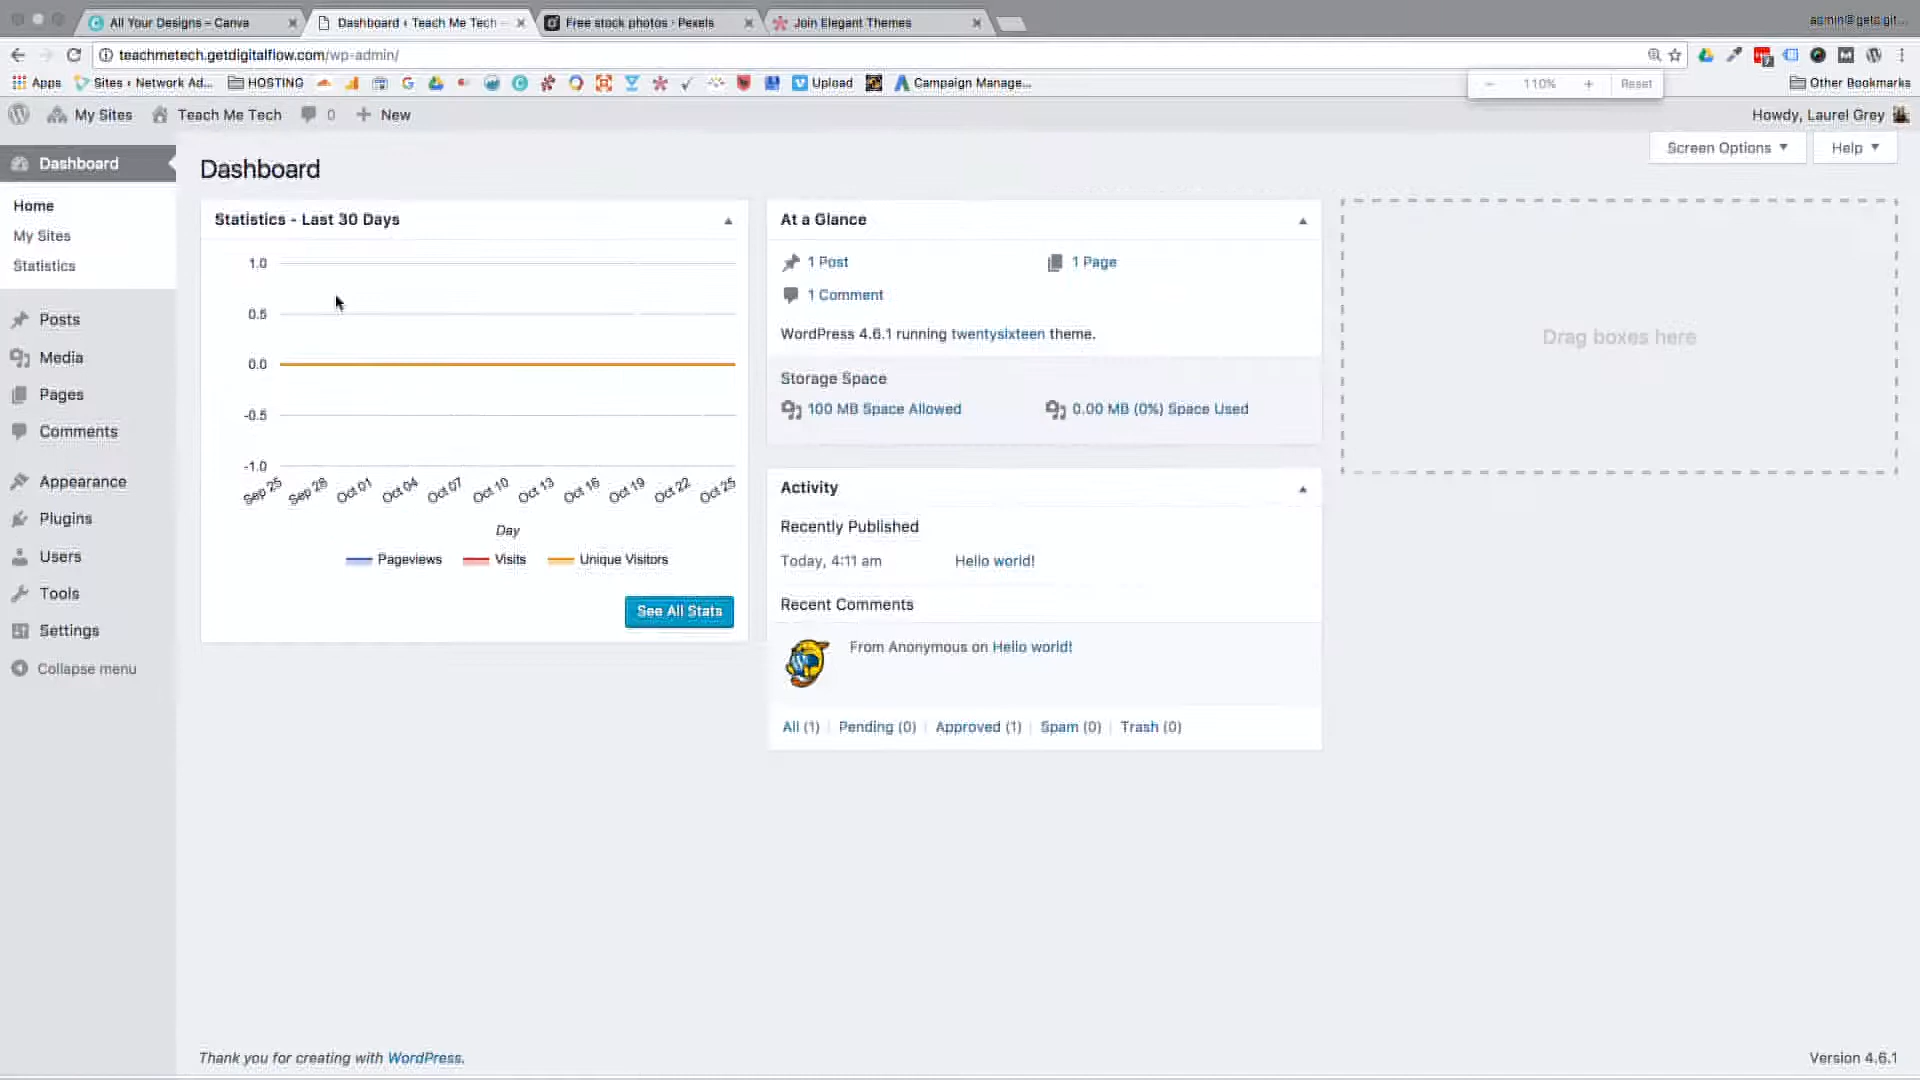 All Your Designs – Canva
Dashboard ‹ Teach Me Tech –
Free stock photos · Pexels
Join Elegant Themes
teachmetech.getdigitalflow.com/wp-admin/
Apps
Sites ‹ Network Ad...
HOSTING
Upload
Campaign Manage...
110%
Reset
Other Bookmarks
My Sites
Teach Me Tech
0
New
Howdy, Laurel Grey
Screen Options
Help
Dashboard
Home
My Sites
Statistics
Posts
Media
Pages
Comments
Appearance
Plugins
Users
Tools
Settings
Collapse menu
Dashboard
Statistics - Last 30 Days
1.0
0.5
0.0
-0.5
-1.0
Sep 25 Sep 28 Oct 01 Oct 04 Oct 07 Oct 10 Oct 13 Oct 16 Oct 19 Oct 22 Oct 25
Day
Pageviews Visits Unique Visitors
See All Stats
At a Glance
1 Post
1 Page
1 Comment
WordPress 4.6.1 running twentysixteen theme.
Storage Space
100 MB Space Allowed
0.00 MB (0%) Space Used
Activity
Recently Published
Today, 4:11 am Hello world!
Recent Comments
From Anonymous on Hello world!
All (1) | Pending (0) | Approved (1) | Spam (0) | Trash (0)
Drag boxes here
Thank you for creating with WordPress.
Version 4.6.1